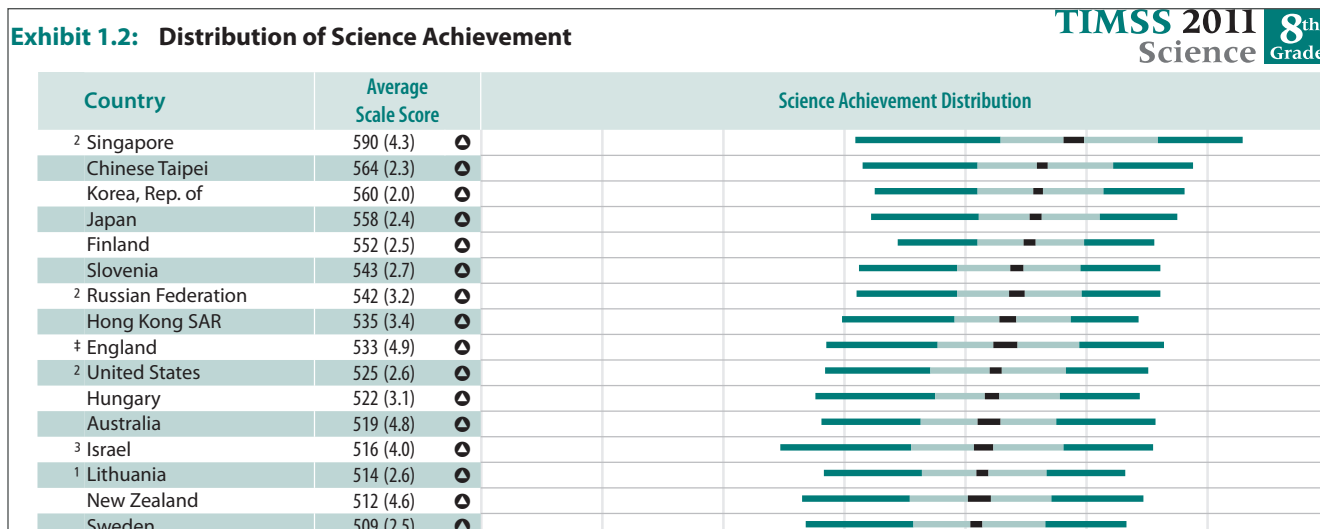 Exhibit 1.2: Distribution of Science Achievement
TIMSS 2011 8th
Science Grade
Country Average Scale Score Science Achievement Distribution
2 Singapore 590 (4.3)
Chinese Taipei 564 (2.3)
Korea, Rep. of 560 (2.0)
Japan 558 (2.4)
Finland 552 (2.5)
Slovenia 543 (2.7)
2 Russian Federation 542 (3.2)
Hong Kong SAR 535 (3.4)
‡ England 533 (4.9)
2 United States 525 (2.6)
Hungary 522 (3.1)
Australia 519 (4.8)
3 Israel 516 (4.0)
1 Lithuania 514 (2.6)
New Zealand 512 (4.6)
Sweden 509 (2.5)